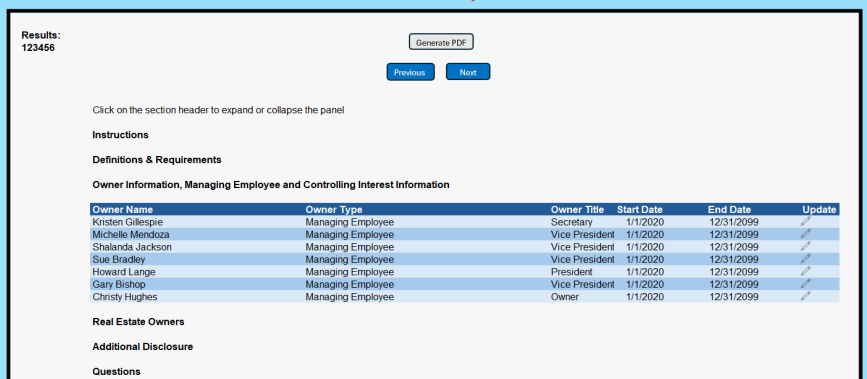 Results:
123456
Generate PDF
Previous Next
Click on the section header to expand or collapse the panel
Instructions
Definitions & Requirements
Owner Information, Managing Employee and Controlling Interest Information
Owner Name Owner Type Owner Title Start Date End Date Update
Kristen Gillespie Managing Employee Secretary 1/1/2020 12/31/2099
Michelle Mendoza Managing Employee Vice President 1/1/2020 12/31/2099
Shalanda Jackson Managing Employee Vice President 1/1/2020 12/31/2099
Sue Bradley Managing Employee Vice President 1/1/2020 12/31/2099
Howard Lange Managing Employee President 1/1/2020 12/31/2099
Gary Bishop Managing Employee Vice President 1/1/2020 12/31/2099
Christy Hughes Managing Employee Owner 1/1/2020 12/31/2099
Real Estate Owners
Additional Disclosure
Questions